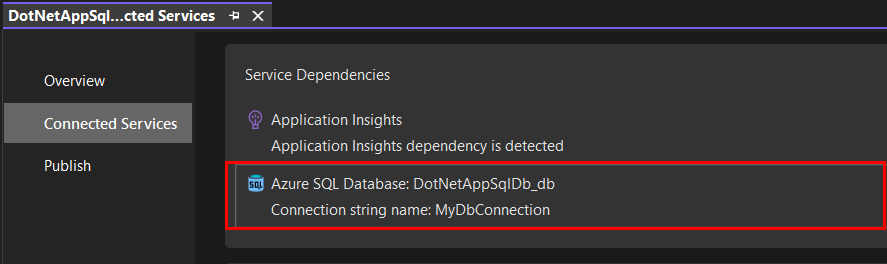 DotNetAppSql...cted Services
Overview
Connected Services
Publish
Service Dependencies
Application Insights
Application Insights dependency is detected
SQL
Azure SQL Database: DotNetAppSqlDb_db
Connection string name: MyDbConnection